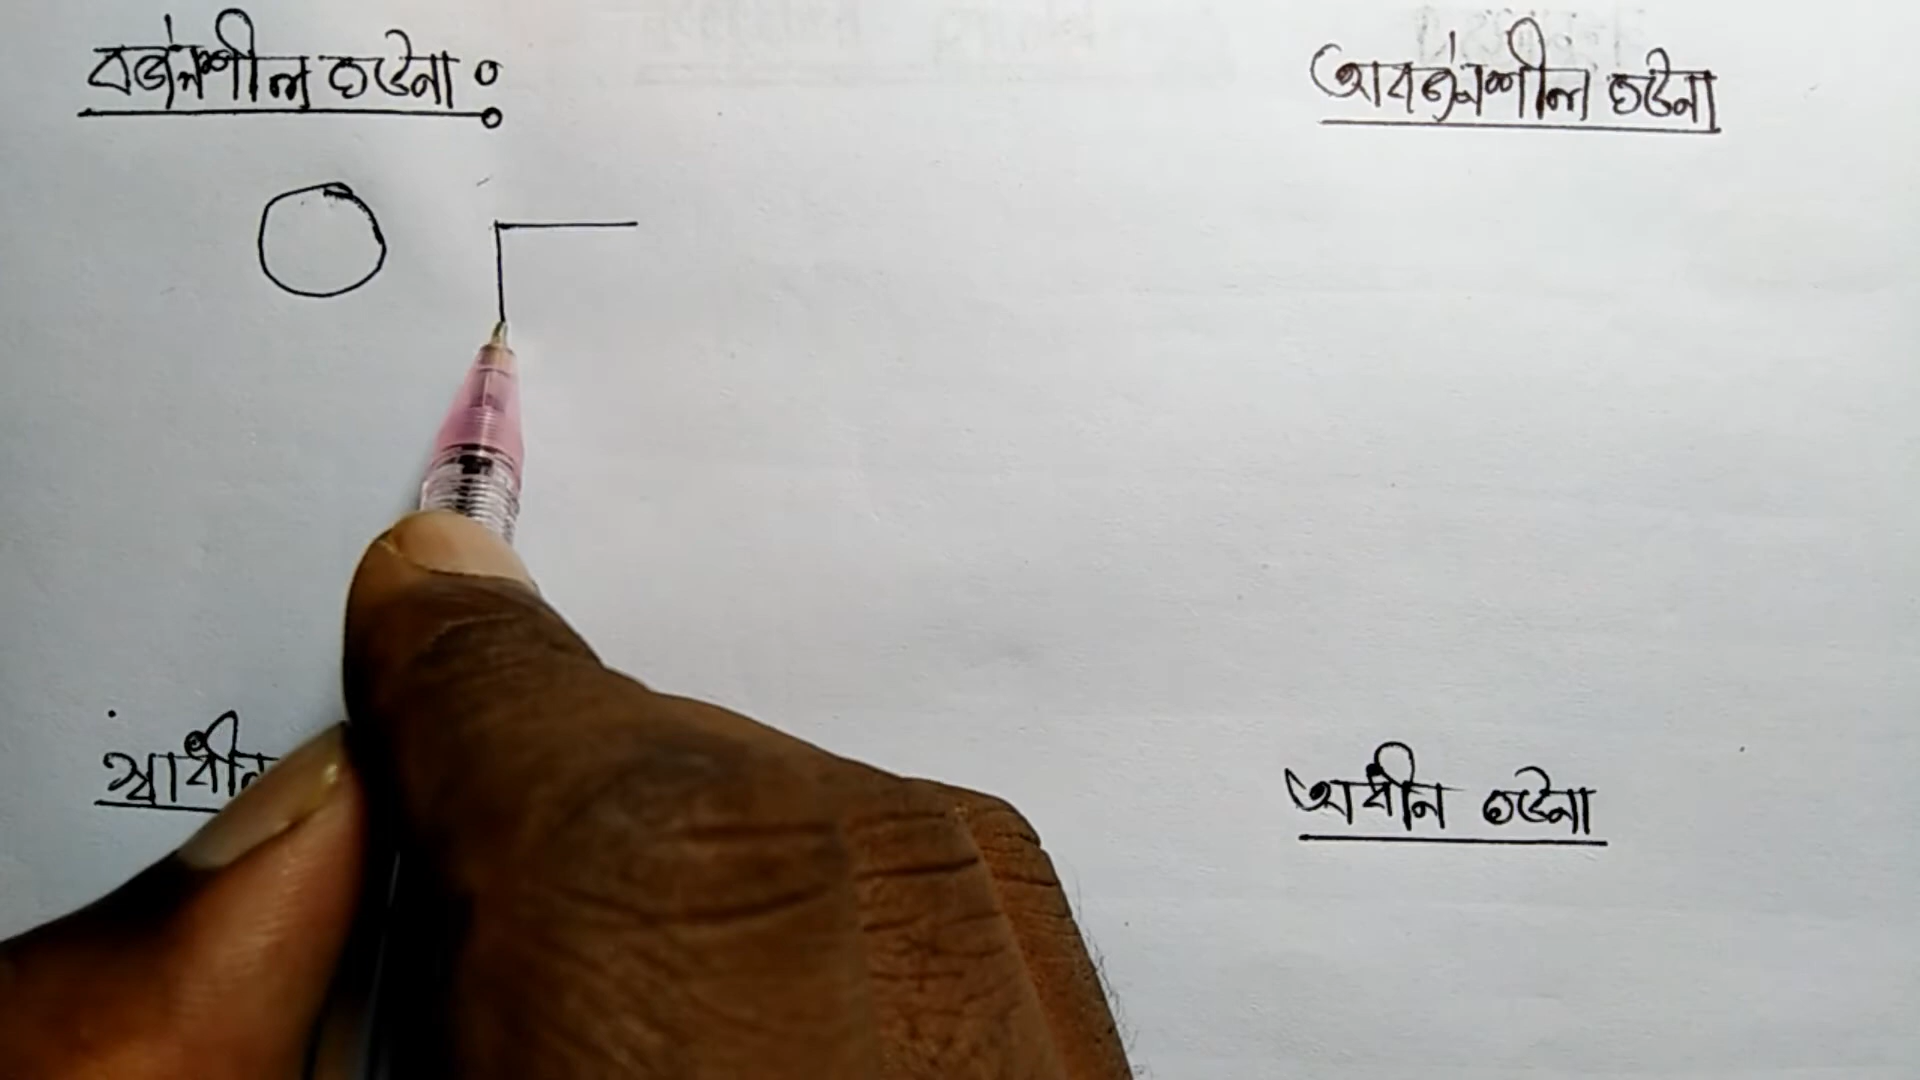 বর্জনশীল ঘটনা ঃ
অবর্জনশীল ঘটনা
অধীন ঘটনা